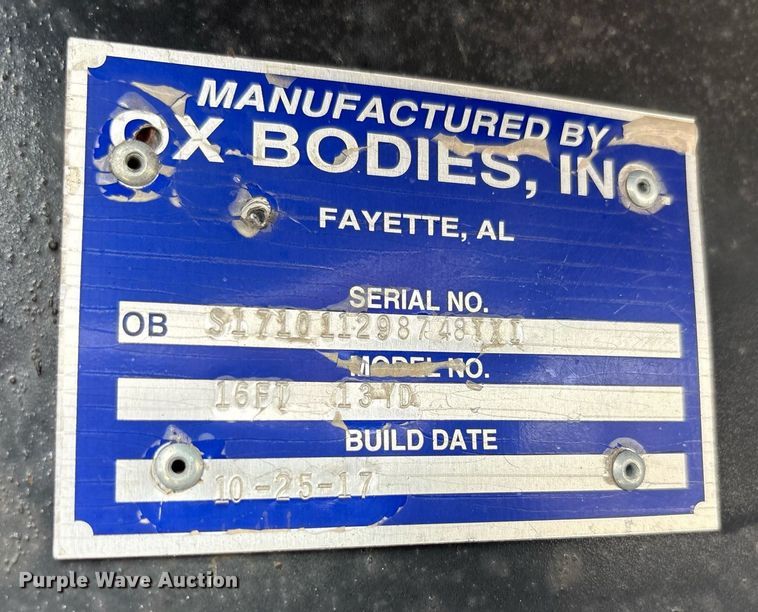 MANUFACTURED BY
OX BODIES, INC
FAYETTE, AL
SERIAL NO.
OB S171011298748IXI
MODEL NO.
16FT 13YD
BUILD DATE
10-25-17
Purple Wave Auction